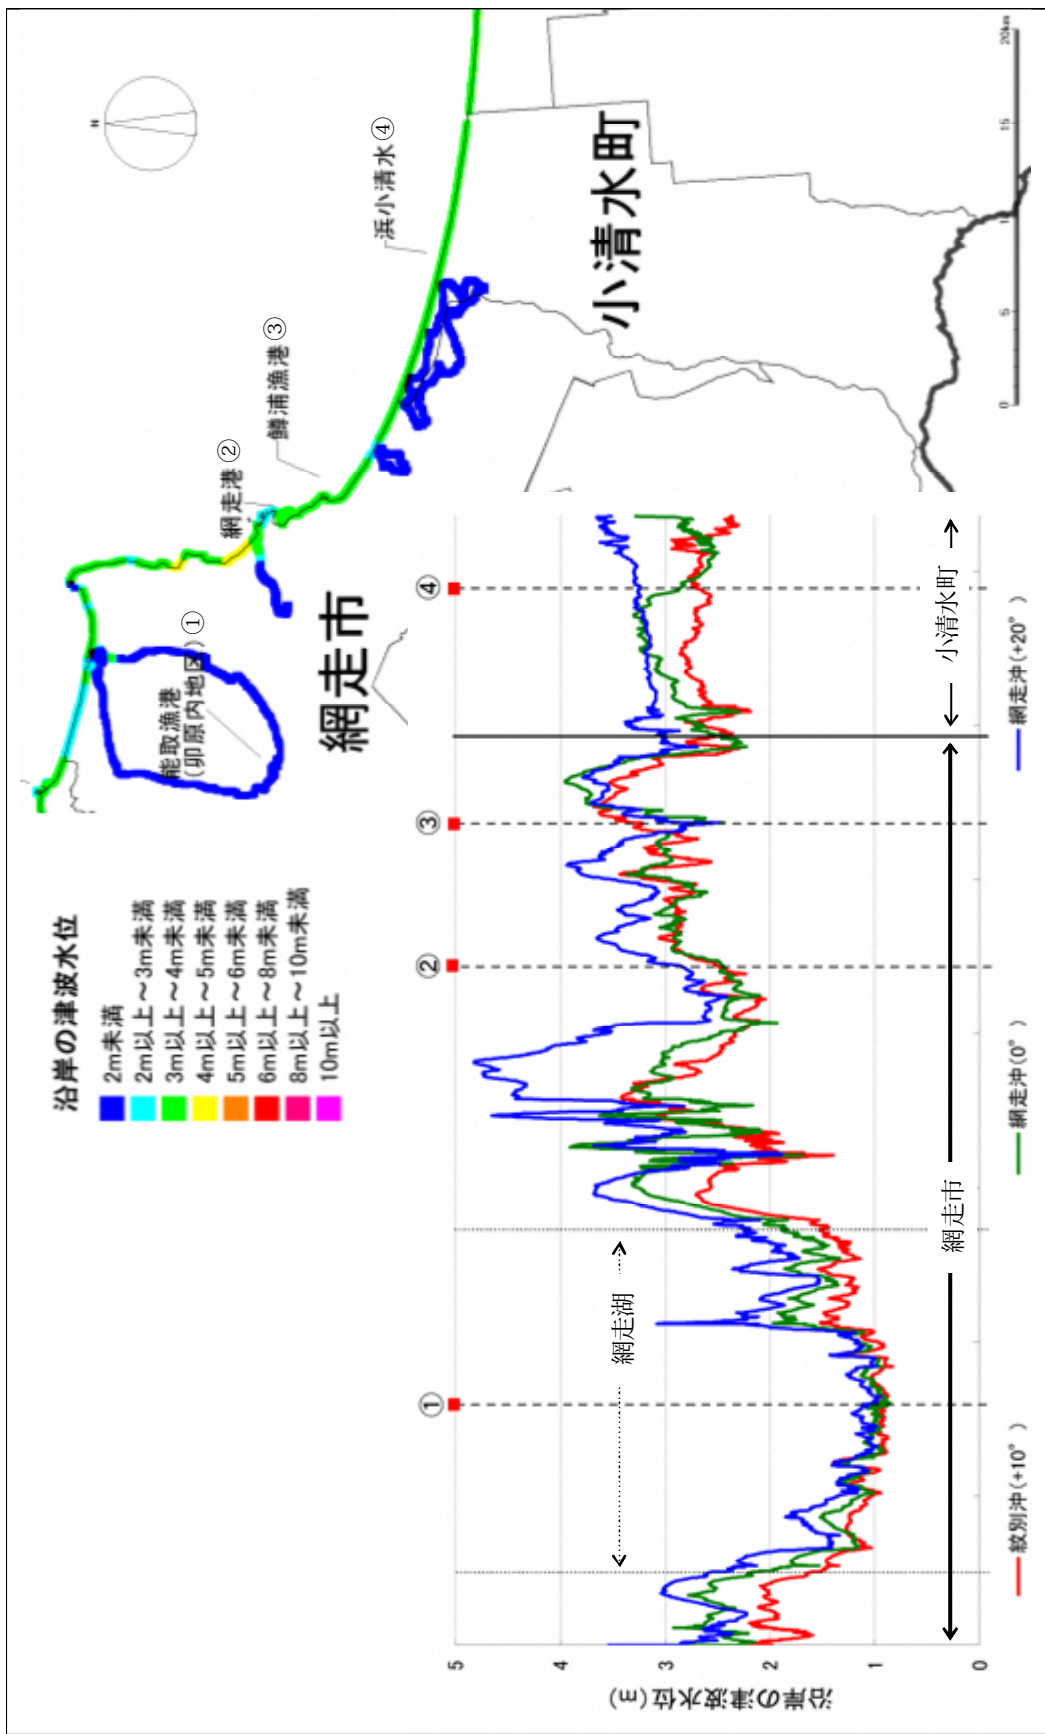 沿岸の津波水位
2m未満
2m以上～3m未満
3m以上～4m未満
4m以上～5m未満
5m以上～6m未満
6m以上～8m未満
8m以上～10m未満
10m以上
N
能取漁港
(卯原内地区)①
網走港②
鱒浦漁港③
浜小清水④
網走市
小清水町
0 5 10 15 20km
① ② ③ ④
沿岸の津波水位(m)
5
4
3
2
1
0
網走湖
網走市
小清水町
紋別沖(+10°)
網走沖(0°)
網走沖(+20°)